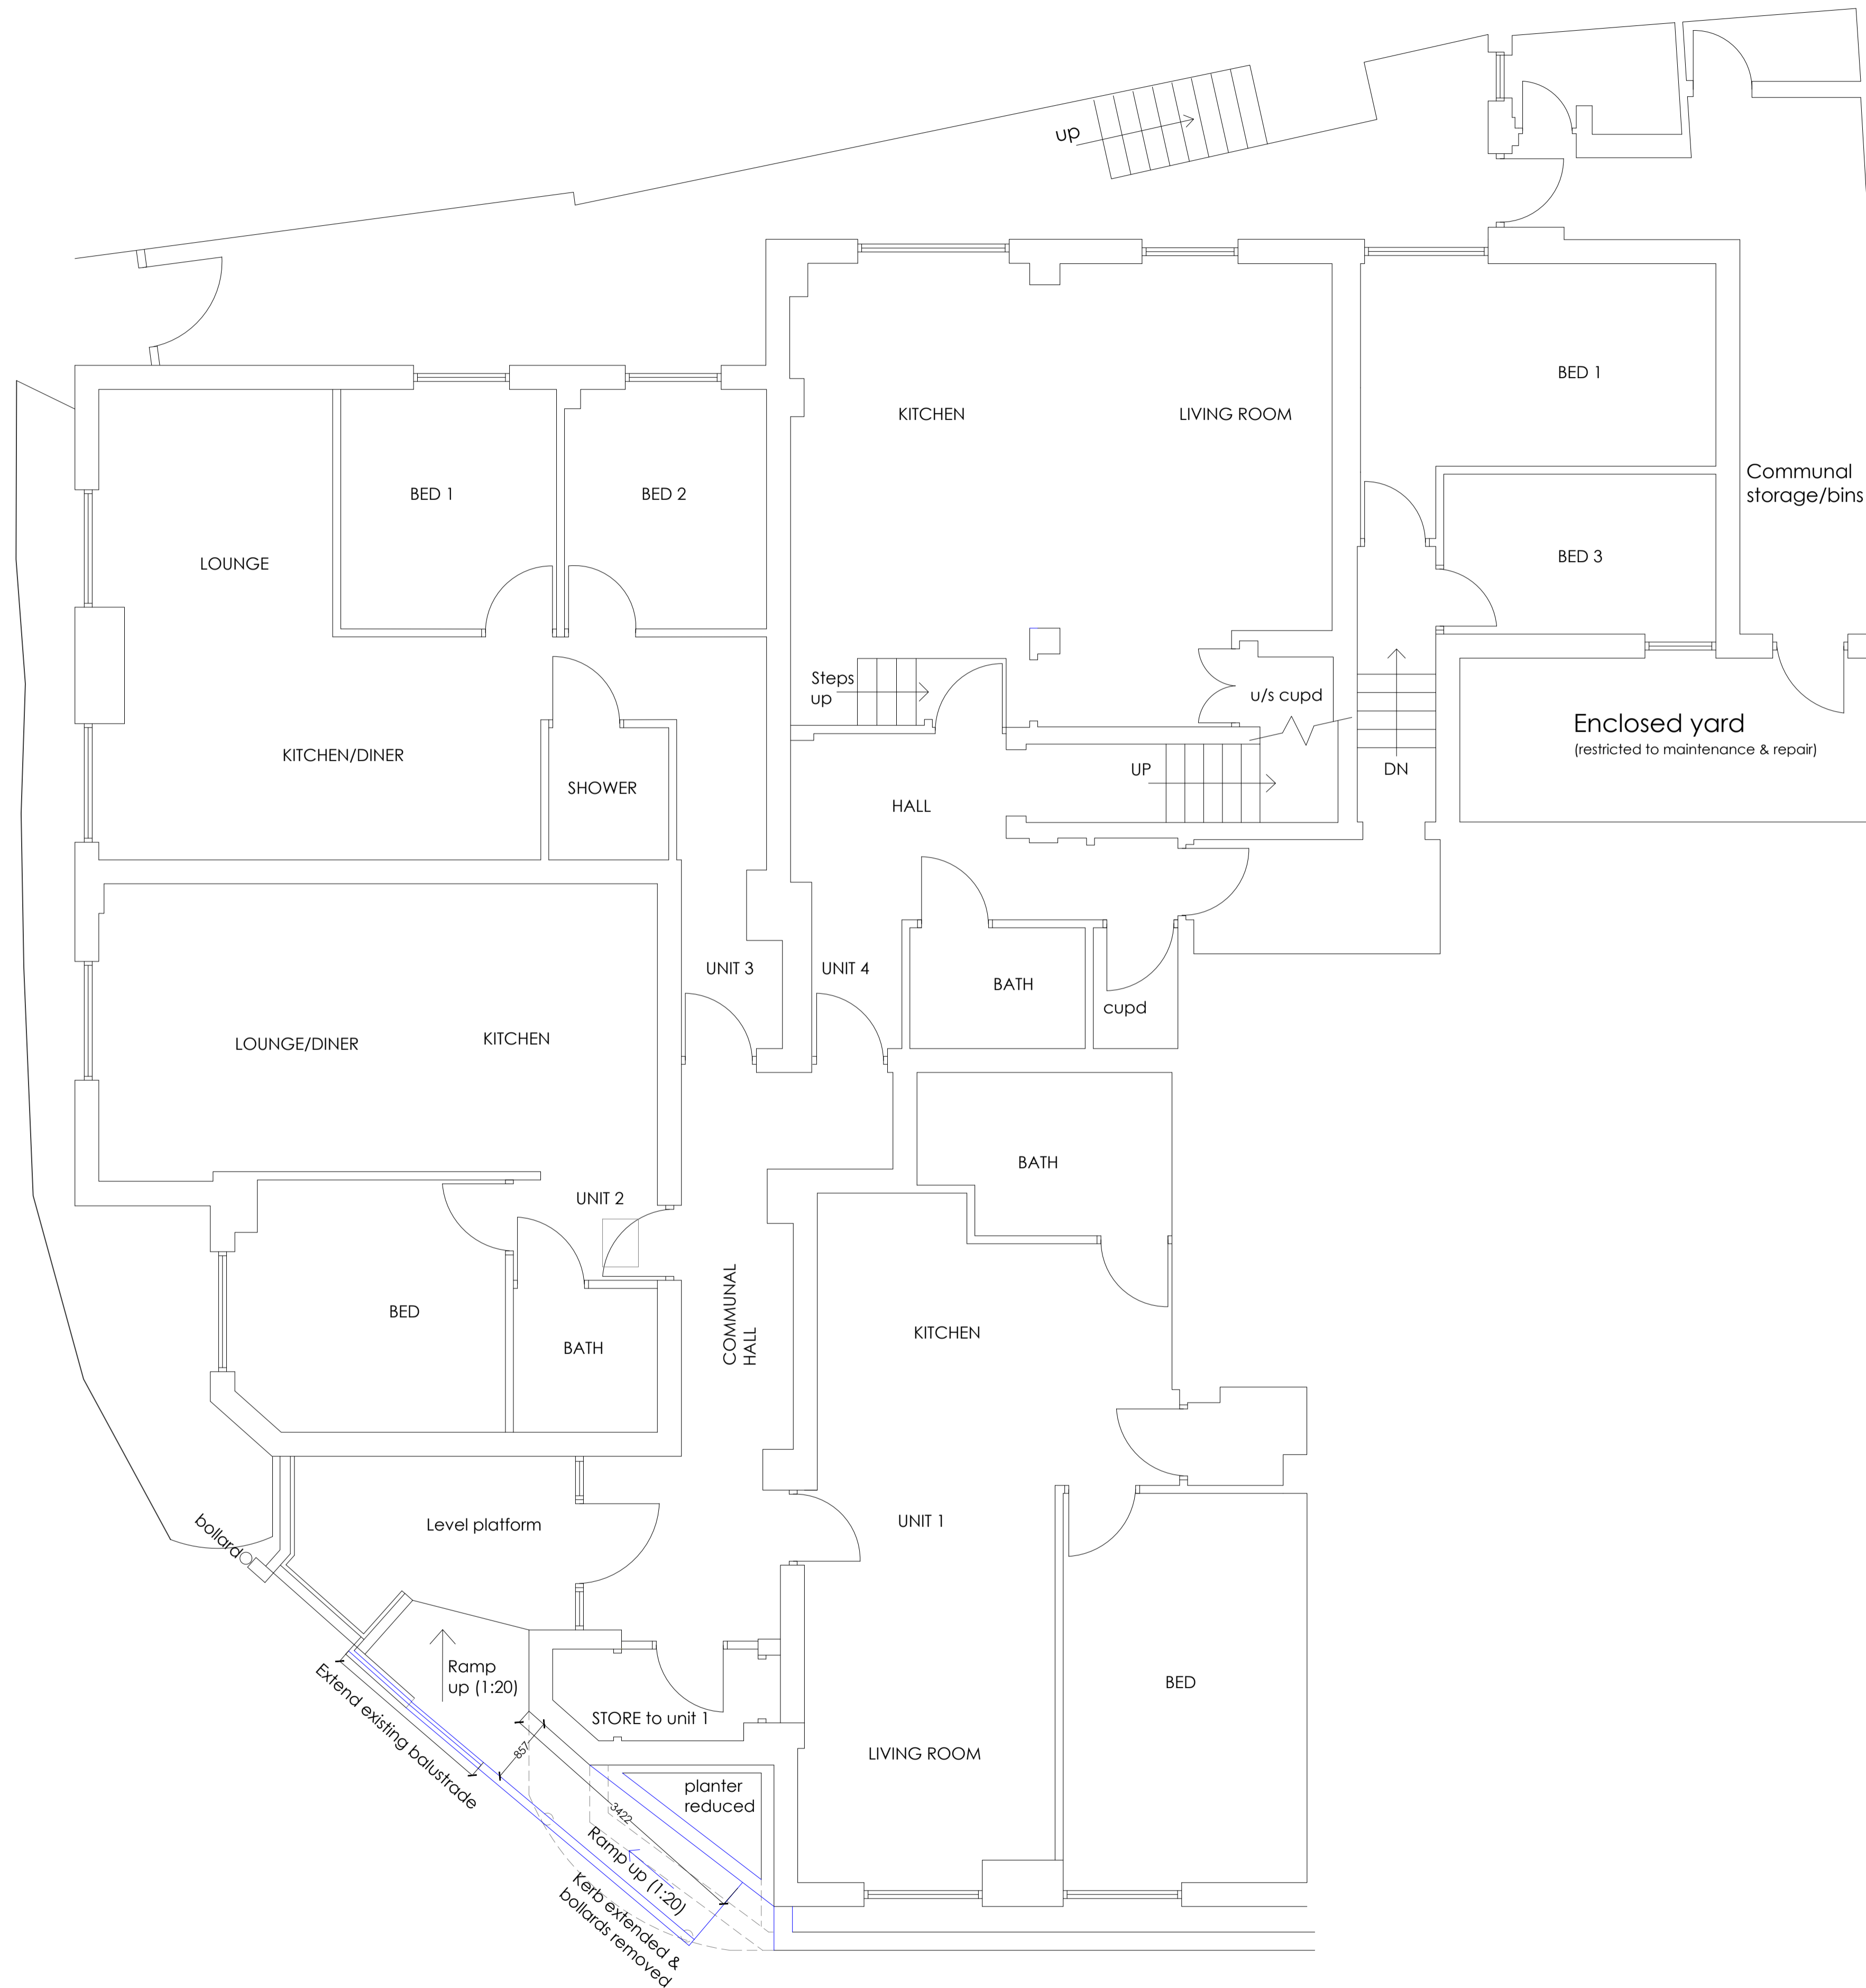 up
BED 1
KITCHEN
LIVING ROOM
Communal
storage/bins
BED 1
BED 2
BED 3
LOUNGE
Steps
up
u/s cupd
Enclosed yard
(restricted to maintenance & repair)
KITCHEN/DINER
SHOWER
UP
DN
HALL
UNIT 3
UNIT 4
BATH
cupd
LOUNGE/DINER
KITCHEN
BATH
UNIT 2
COMMUNAL
HALL
BED
BATH
KITCHEN
UNIT 1
bollard
Level platform
Ramp
up (1:20)
Extend existing balustrade
STORE to unit 1
BED
857
LIVING ROOM
planter
reduced
3422
Ramp up (1:20)
Kerb extended &
bollards removed